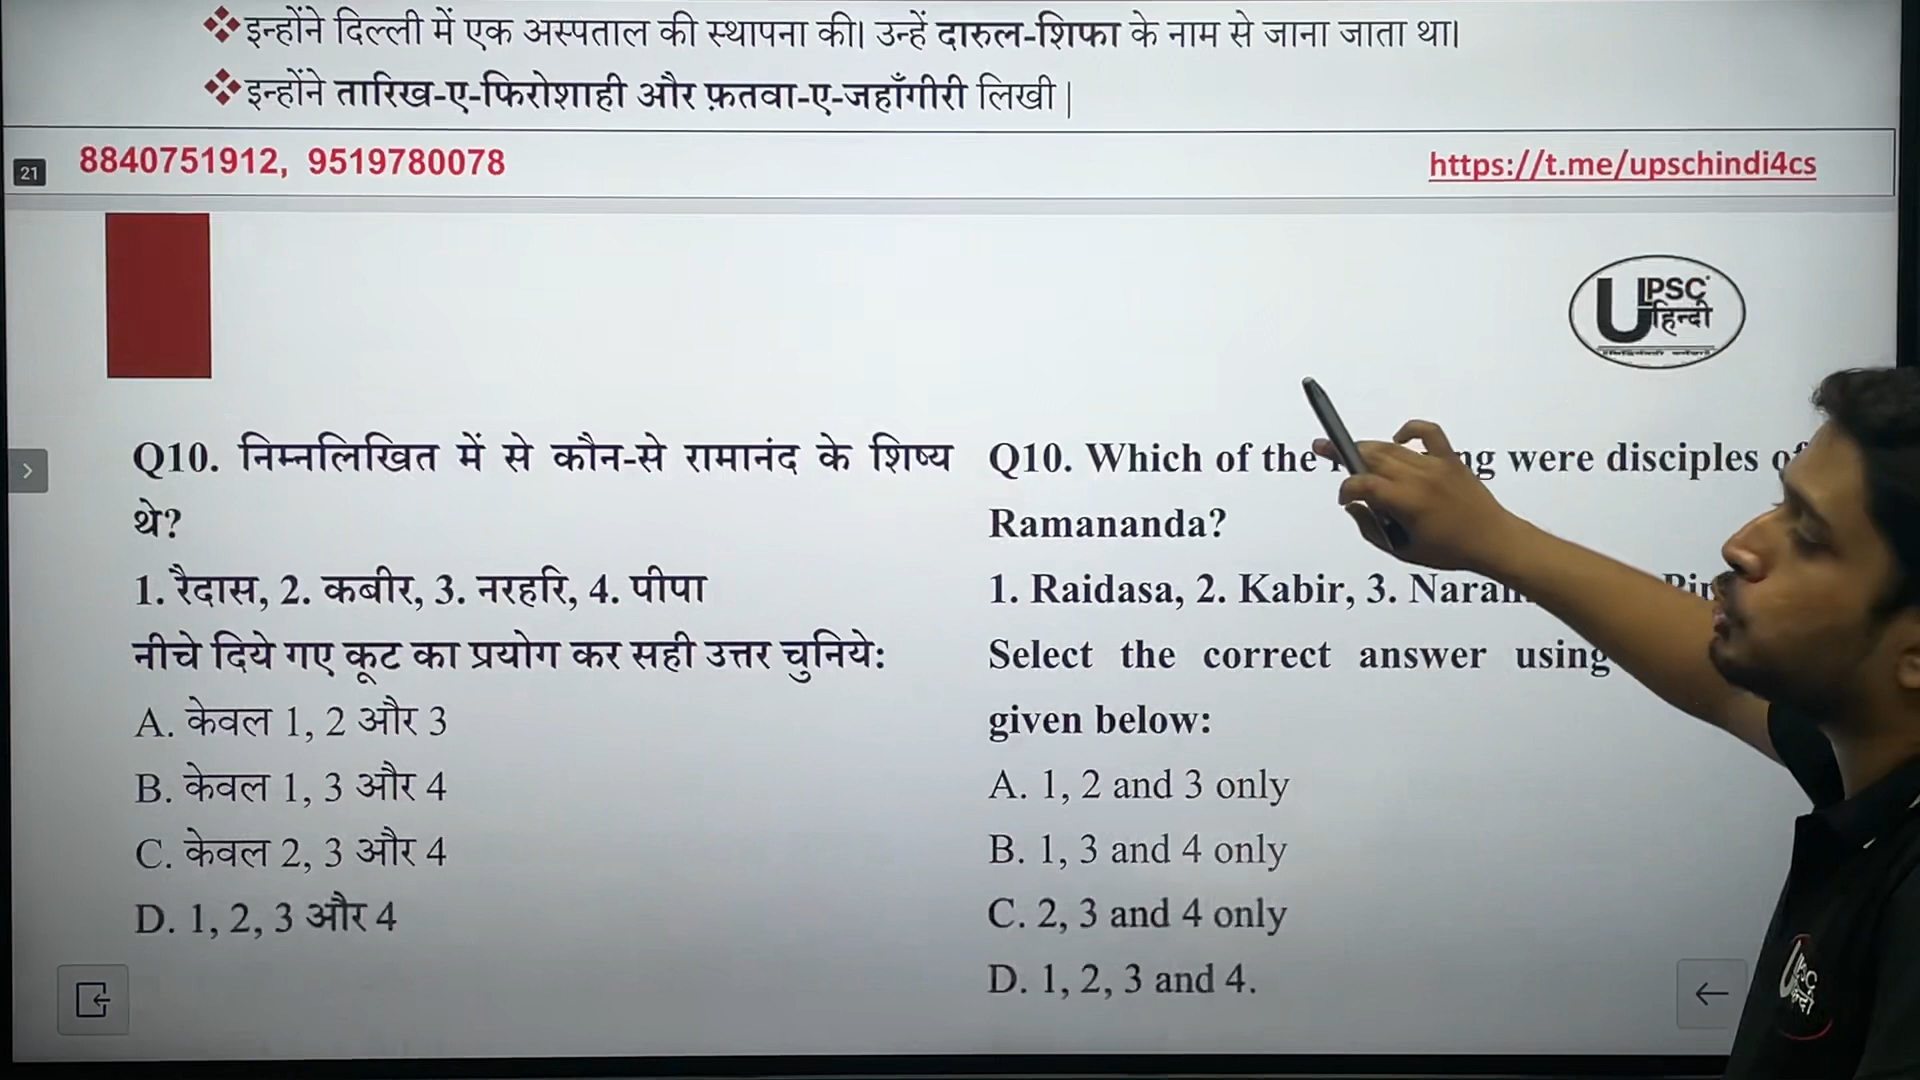 ❖इन्होंने दिल्ली में एक अस्पताल की स्थापना की। उन्हें दारुल-शिफा के नाम से जाना जाता था।
❖इन्होंने तारिख-ए-फिरोशाही और फ़तवा-ए-जहाँगीरी लिखी |
21
8840751912, 9519780078
https://t.me/upschindi4cs
UPSC
हिन्दी
Q10. निम्नलिखित में से कौन-से रामानंद के शिष्य
थे?
1. रैदास, 2. कबीर, 3. नरहरि, 4. पीपा
नीचे दिये गए कूट का प्रयोग कर सही उत्तर चुनिये:
A. केवल 1, 2 और 3
B. केवल 1, 3 और 4
C. केवल 2, 3 और 4
D. 1, 2, 3 और 4
Q10. Which of the were disciples
Ramananda?
1. Raidasa, 2. Kabir, 3.
Select the correct answer using
given below:
A. 1, 2 and 3 only
B. 1, 3 and 4 only
C. 2, 3 and 4 only
D. 1, 2, 3 and 4.